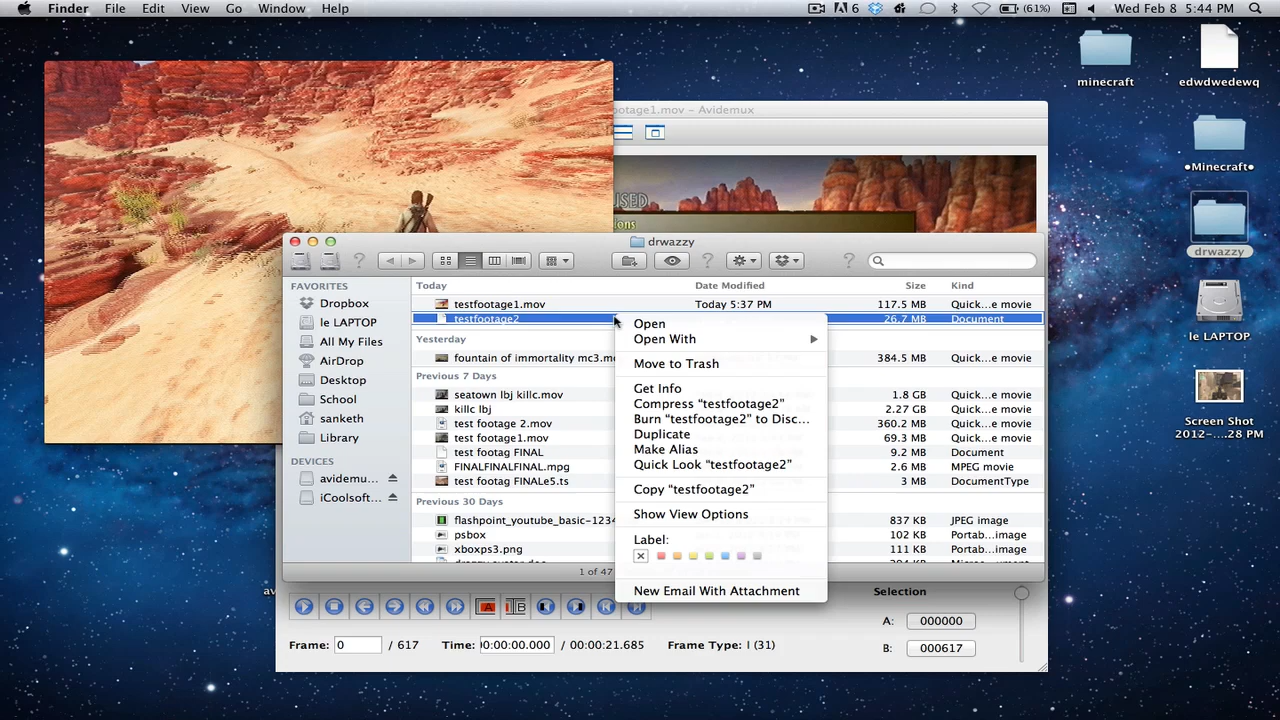 Finder File Edit View Go Window Help
6 (61%) Wed Feb 8 5:44 PM
minecraft
edwdwedewq
•Minecraft•
drwazzy
le LAPTOP
Screen Shot
2012-....28 PM
ootage1.mov – Avidemux
USED
ions
drwazzy
FAVORITES
Dropbox
le LAPTOP
All My Files
AirDrop
Desktop
School
sanketh
Library
DEVICES
avidemu...
iCoolsoft...
Today Date Modified Size Kind
testfootage1.mov Today 5:37 PM 117.5 MB Quick...e movie
testfootage2 26.7 MB Document
Yesterday
fountain of immortality mc3.mo 384.5 MB Quick...e movie
Previous 7 Days
seatown lbj killc.mov 1.8 GB Quick...e movie
killc lbj 2.27 GB Quick...e movie
test footage 2.mov 360.2 MB Quick...e movie
test footage1.mov 69.3 MB Quick...e movie
test footag FINAL 9.2 MB Document
FINALFINALFINAL.mpg 2.6 MB MPEG movie
test footag FINALe5.ts 3 MB DocumentType
Previous 30 Days
flashpoint_youtube_basic-1234 837 KB JPEG image
psbox 102 KB Portab...image
xboxps3.png 111 KB Portab...image
1 of 47
Open
Open With
Move to Trash
Get Info
Compress “testfootage2”
Burn “testfootage2” to Disc...
Duplicate
Make Alias
Quick Look “testfootage2”
Copy “testfootage2”
Show View Options
Label:
New Email With Attachment
av
A B
Selection
A: 000000
B: 000617
Frame: 0 / 617 Time: 00:00:00.000 / 00:00:21.685 Frame Type: I (31)